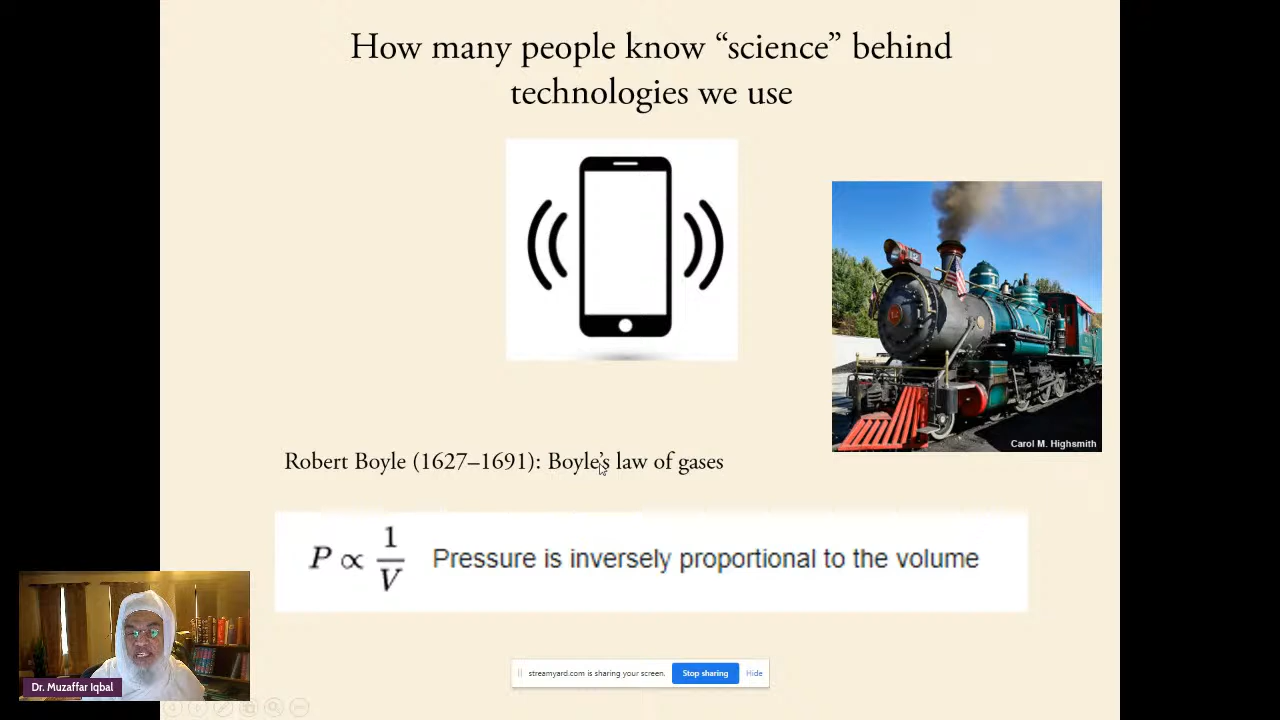 How many people know “science” behind
technologies we use
12
Carol M. Highsmith
Robert Boyle (1627–1691): Boyle’s law of gases
P ∝ 1/V Pressure is inversely proportional to the volume
Dr. Muzaffar Iqbal
streamyard.com is sharing your screen. Stop sharing Hide